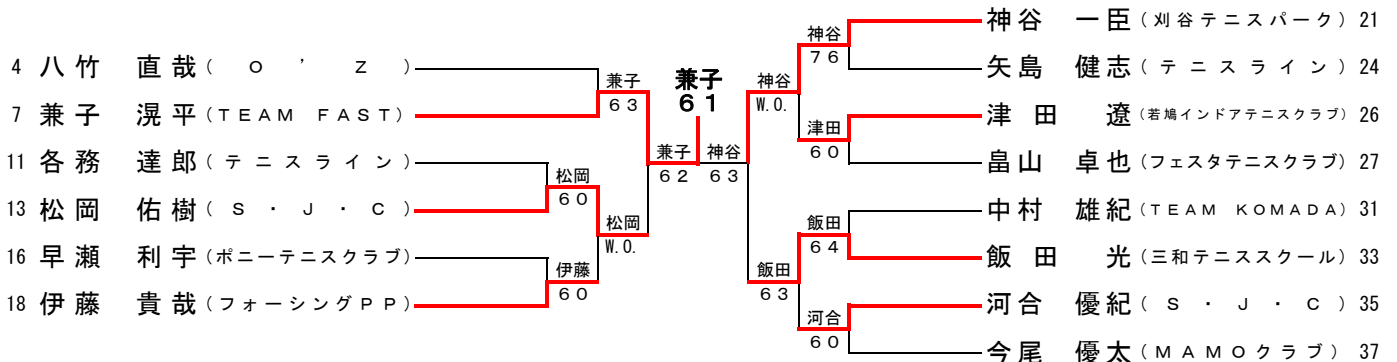 4 八竹 直哉 ( O ' Z )
7 兼子 滉平 (TEAM FAST)
11 各務 達郎 (テニスライン)
13 松岡 佑樹 ( S ・ J ・ C )
16 早瀬 利宇 (ポニーテニスクラブ)
18 伊藤 貴哉 (フォーシングPP)
兼子
63
松岡
60
伊藤
60
松岡
W.O.
兼子
62
兼子
61
神谷
63
神谷
W.O.
飯田
63
神谷
76
津田
60
飯田
64
河合
60
神谷 一臣 (刈谷テニスパーク) 21
矢島 健志 (テニスライン) 24
津田 遼 (若鳩インドアテニスクラブ) 26
畠山 卓也 (フェスタテニスクラブ) 27
中村 雄紀 (TEAM KOMADA) 31
飯田 光 (三和テニススクール) 33
河合 優紀 ( S ・ J ・ C ) 35
今尾 優太 (MAMOクラブ) 37